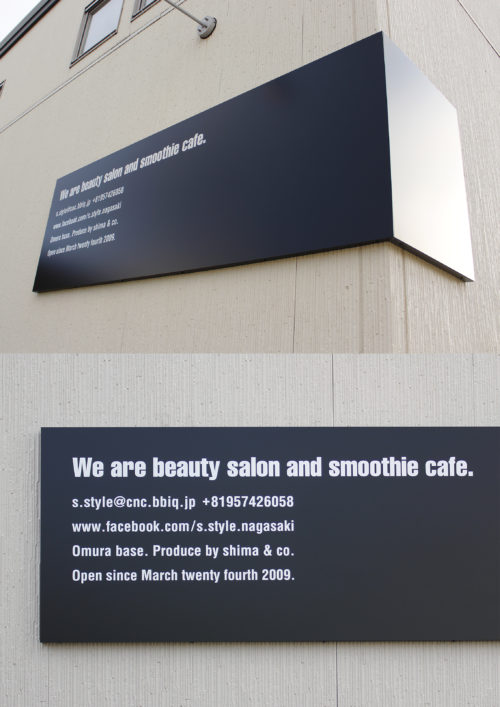 We are beauty salon and smoothie cafe.
s.style@cnc.bbiq.jp +81957426058
www.facebook.com/s.style.nagasaki
Omura base. Produce by shima & co.
Open since March twenty fourth 2009.
We are beauty salon and smoothie cafe.
s.style@cnc.bbiq.jp +81957426058
www.facebook.com/s.style.nagasaki
Omura base. Produce by shima & co.
Open since March twenty fourth 2009.